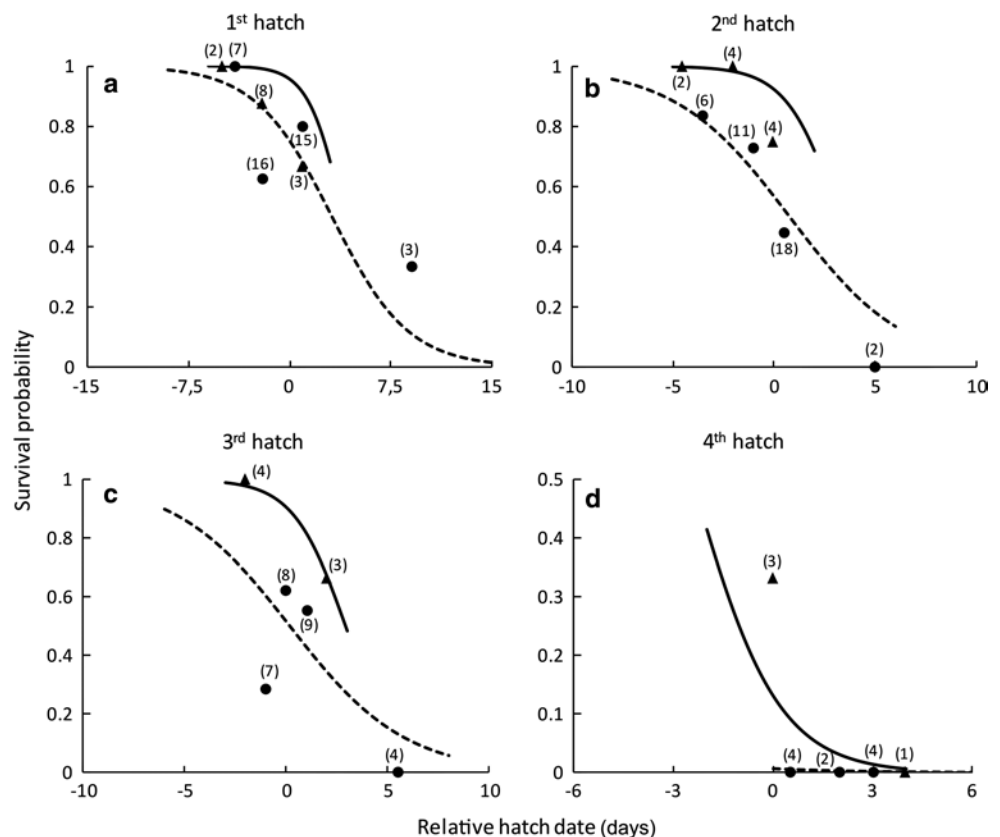 1st hatch
2nd hatch
a
(2) (7)
(8)
(15)
(16)
(3)
(3)
1
0.8
0.6
0.4
0.2
0
-15 -7,5 0 7,5 15
b
(4)
(2)
(6)
(4)
(11)
(18)
(2)
1
0.8
0.6
0.4
0.2
0
-10 -5 0 5 10
Survival probability
3rd hatch
4th hatch
c
(4)
(3)
(8)
(9)
(7)
(4)
1
0.8
0.6
0.4
0.2
0
-10 -5 0 5 10
d
(3)
(4) (2) (4) (1)
0.5
0.4
0.3
0.2
0.1
0
-6 -3 0 3 6
Relative hatch date (days)